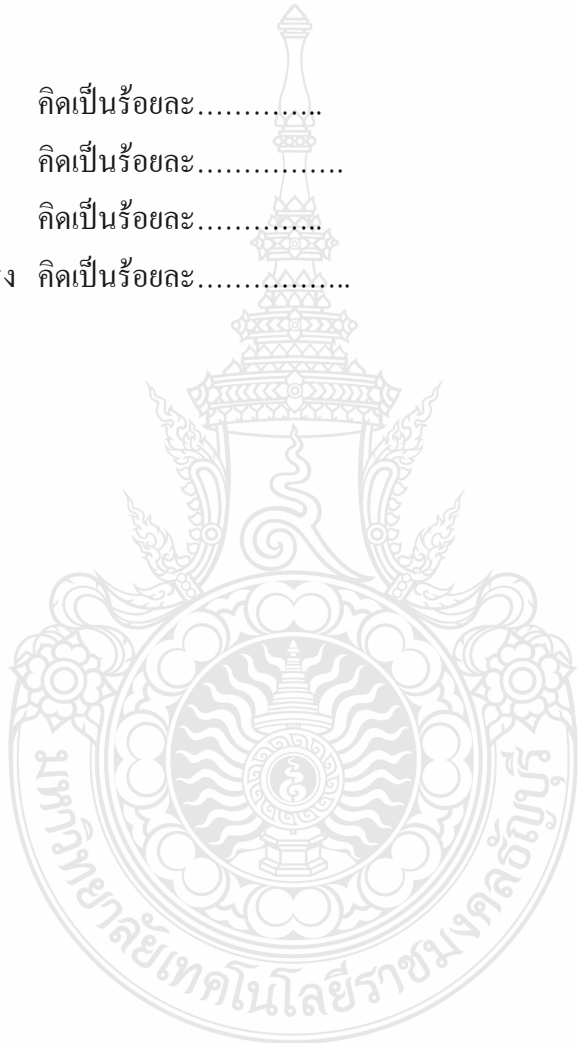 คิดเป็นร้อยละ…………..
คิดเป็นร้อยละ…………….
คิดเป็นร้อยละ…………..
คิดเป็นร้อยละ……………..
มหาวิทยาลัยเทคโนโลยีราชมงคลธัญบุรี